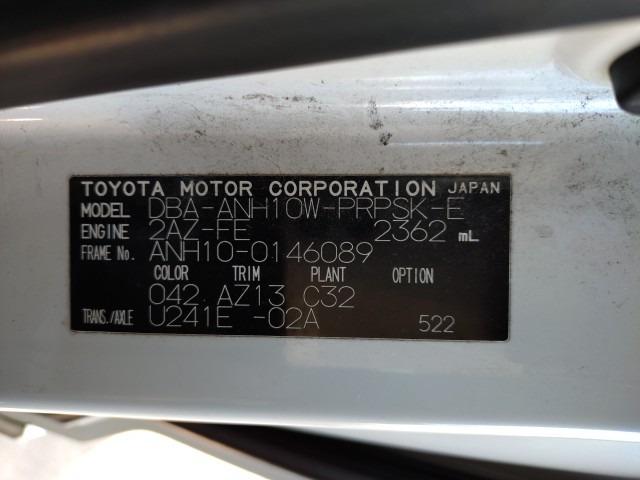 TOYOTA MOTOR CORPORATION JAPAN
MODEL DBA-ANH10W-PRPSK-E
ENGINE 2AZ-FE 2362 mL
FRAME No. ANH10-0146089
COLOR TRIM PLANT OPTION
042 AZ13 C32
TRANS./AXLE U241E -02A 522